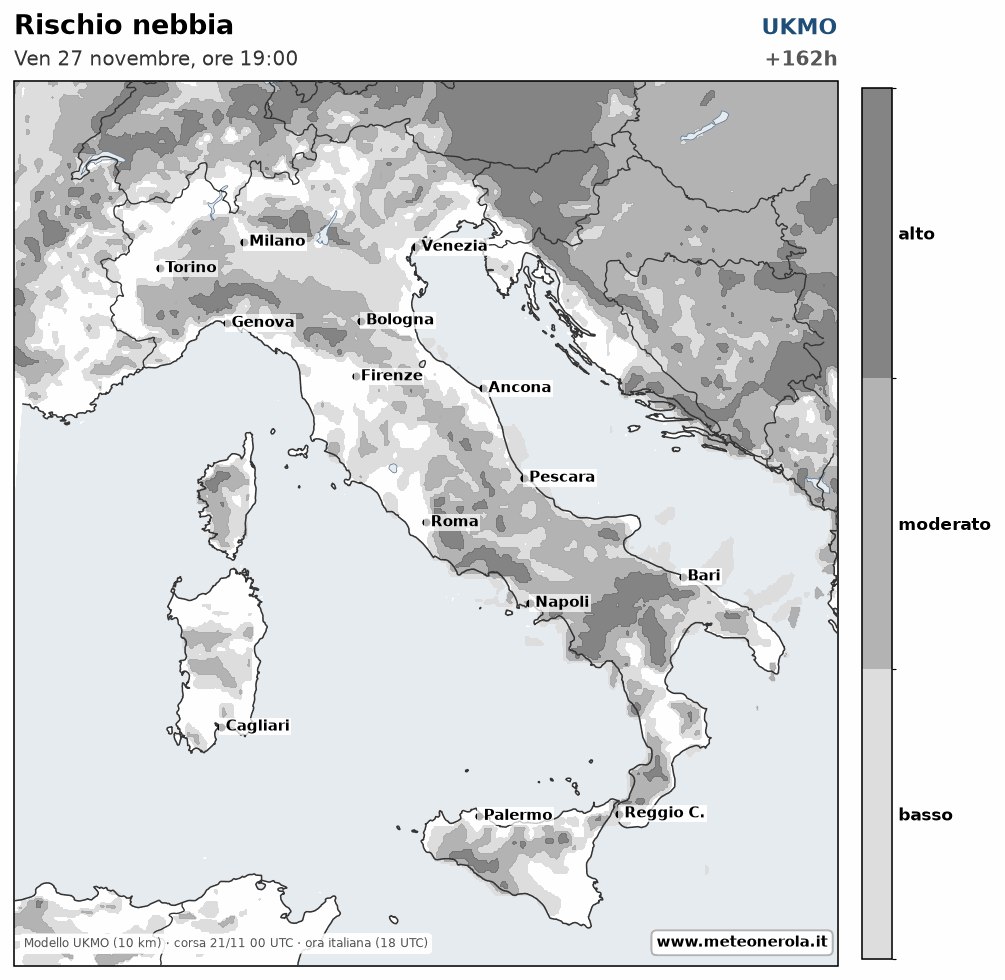 Rischio nebbia
UKMO
Ven 27 novembre, ore 19:00
+162h
alto
moderato
basso
Milano
Venezia
Torino
Genova
Bologna
Firenze
Ancona
Pescara
Roma
Bari
Napoli
Cagliari
Palermo
Reggio C.
Modello UKMO (10 km) · corsa 21/11 00 UTC · ora italiana (18 UTC)
www.meteonerola.it